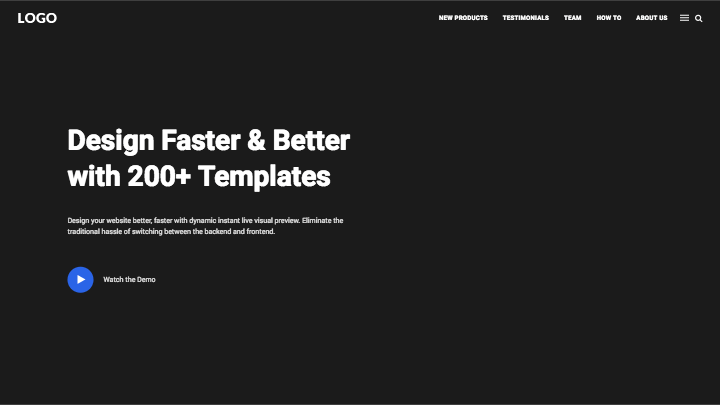 LOGO
NEW PRODUCTS
TESTIMONIALS
TEAM
HOW TO
ABOUT US
Design Faster & Better
with 200+ Templates
Design your website better, faster with dynamic instant live visual preview. Eliminate the
traditional hassle of switching between the backend and frontend.
Watch the Demo